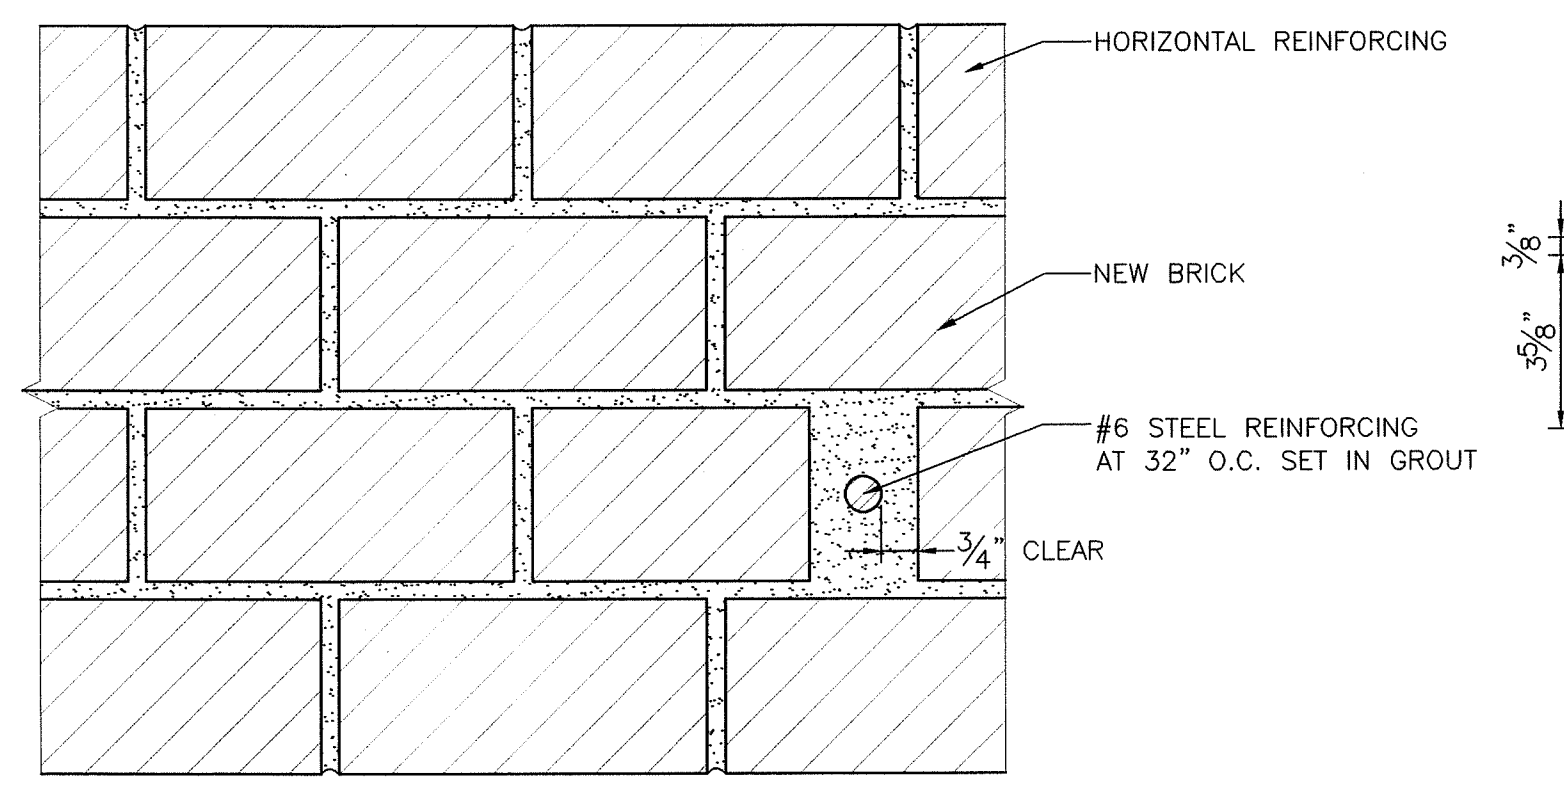 HORIZONTAL REINFORCING
NEW BRICK
3/8"
3 5/8"
#6 STEEL REINFORCING
AT 32" O.C. SET IN GROUT
3/4" CLEAR